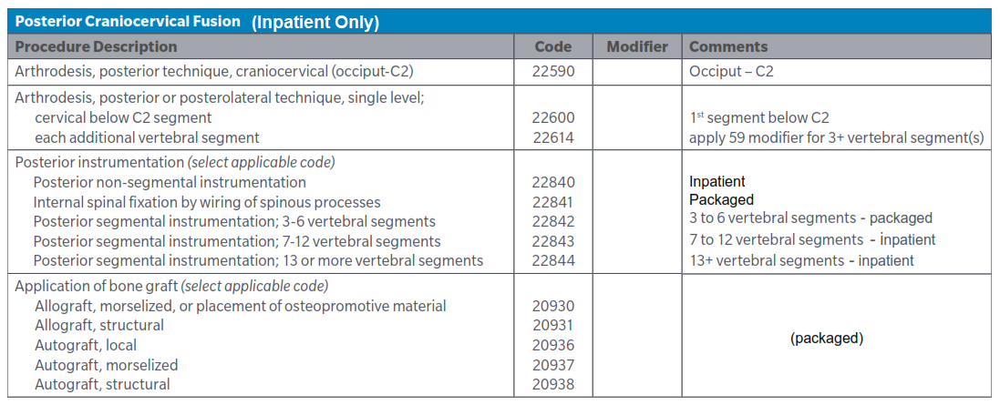 Posterior Craniocervical Fusion (Inpatient Only)
Procedure Description Code Modifier Comments
Arthrodesis, posterior technique, craniocervical (occiput-C2) 22590 Occiput – C2
Arthrodesis, posterior or posterolateral technique, single level;
cervical below C2 segment 22600 1st segment below C2
each additional vertebral segment 22614 apply 59 modifier for 3+ vertebral segment(s)
Posterior instrumentation (select applicable code)
Posterior non-segmental instrumentation 22840 Inpatient
Internal spinal fixation by wiring of spinous processes 22841 Packaged
Posterior segmental instrumentation; 3-6 vertebral segments 22842 3 to 6 vertebral segments - packaged
Posterior segmental instrumentation; 7-12 vertebral segments 22843 7 to 12 vertebral segments - inpatient
Posterior segmental instrumentation; 13 or more vertebral segments 22844 13+ vertebral segments - inpatient
Application of bone graft (select applicable code)
Allograft, morselized, or placement of osteopromotive material 20930
Allograft, structural 20931
Autograft, local 20936 (packaged)
Autograft, morselized 20937
Autograft, structural 20938